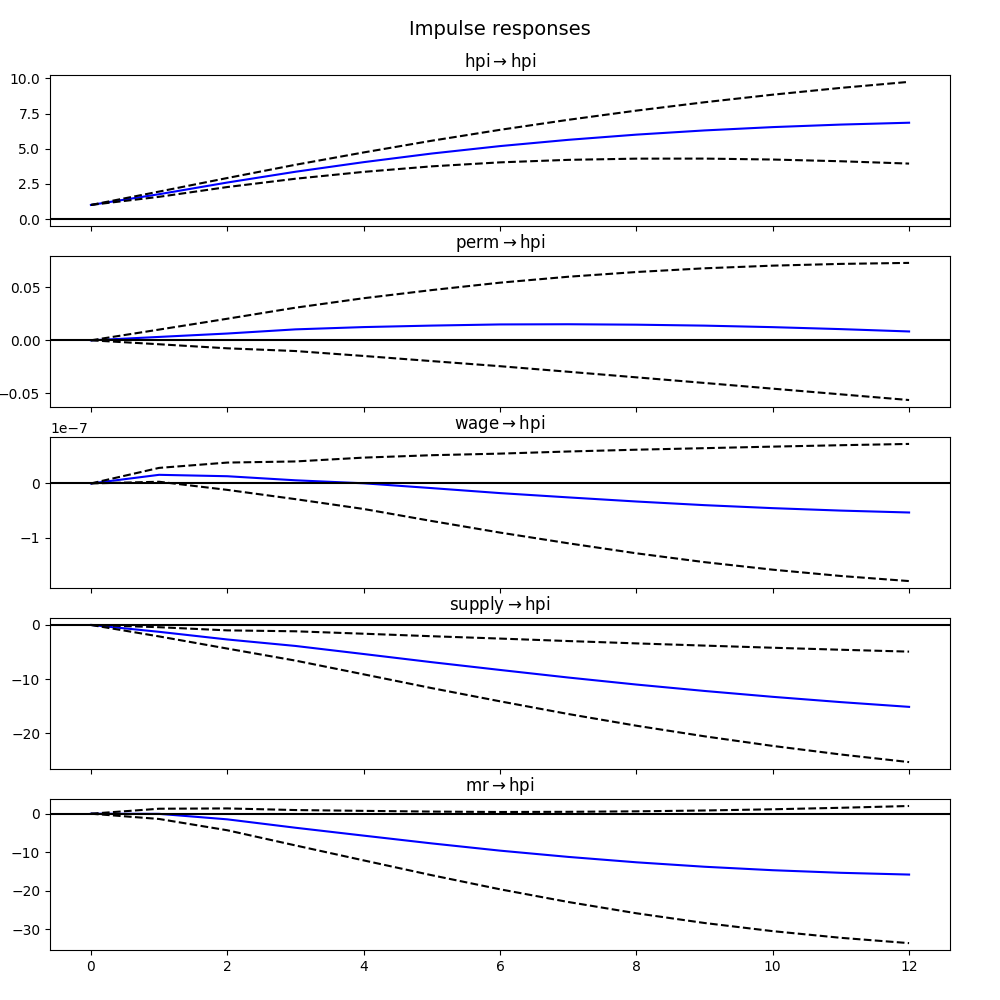 Impulse responses
hpi → hpi
10.0
7.5
5.0
2.5
0.0
perm → hpi
0.05
0.00
−0.05
wage → hpi
1e−7
0
−1
supply → hpi
0
−10
−20
mr → hpi
0
−10
−20
−30
0 2 4 6 8 10 12